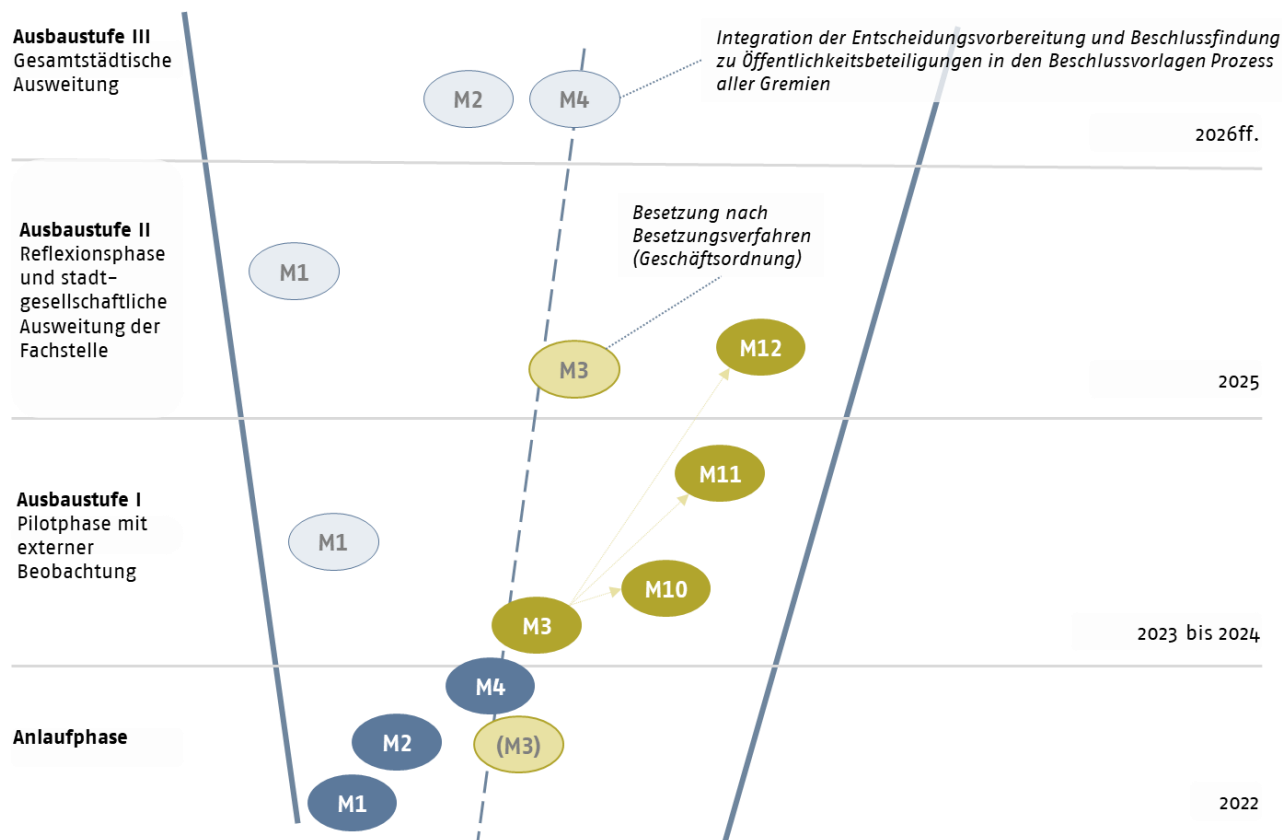 Ausbaustufe III
Gesamtstädtische
Ausweitung
M2
M4
Integration der Entscheidungsvorbereitung und Beschlussfindung
zu Öffentlichkeitsbeteiligungen in den Beschlussvorlagen Prozess
aller Gremien
2026ff.
Ausbaustufe II
Reflexionsphase
und stadt-
gesellschaftliche
Ausweitung der
Fachstelle
M1
Besetzung nach
Besetzungsverfahren
(Geschäftsordnung)
M3
M12
2025
Ausbaustufe I
Pilotphase mit
externer
Beobachtung
M1
M11
M10
M3
2023 bis 2024
Anlaufphase
M4
M2
(M3)
M1
2022